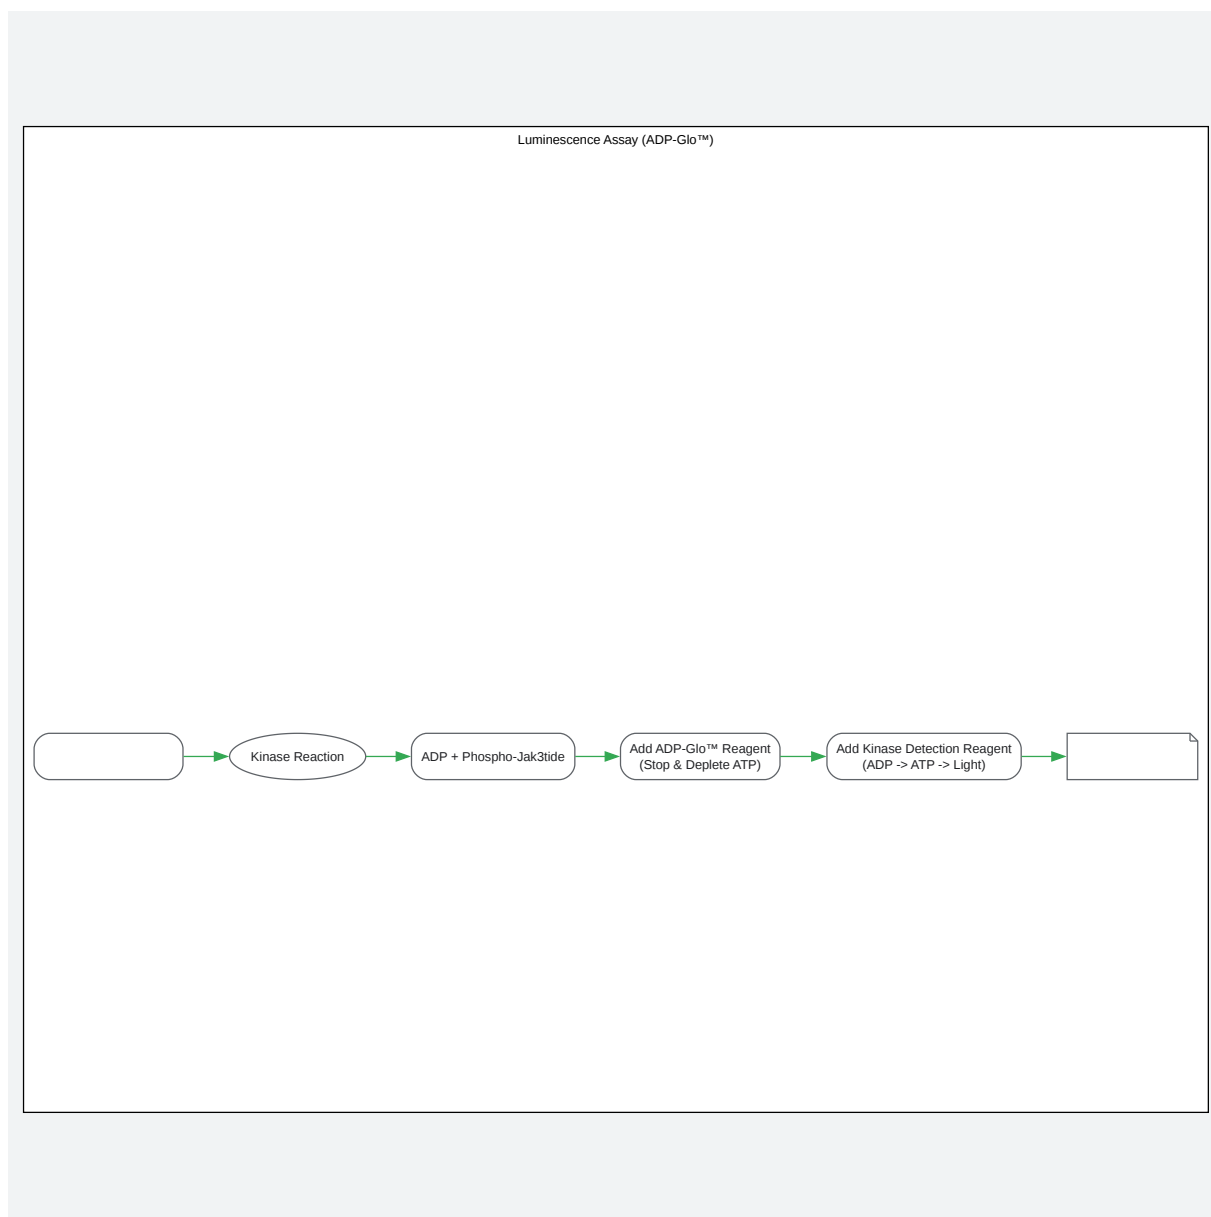 Luminescence Assay (ADP-Glo™)
Kinase Reaction
ADP + Phospho-Jak3tide
Add ADP-Glo™ Reagent
(Stop & Deplete ATP)
Add Kinase Detection Reagent
(ADP -> ATP -> Light)